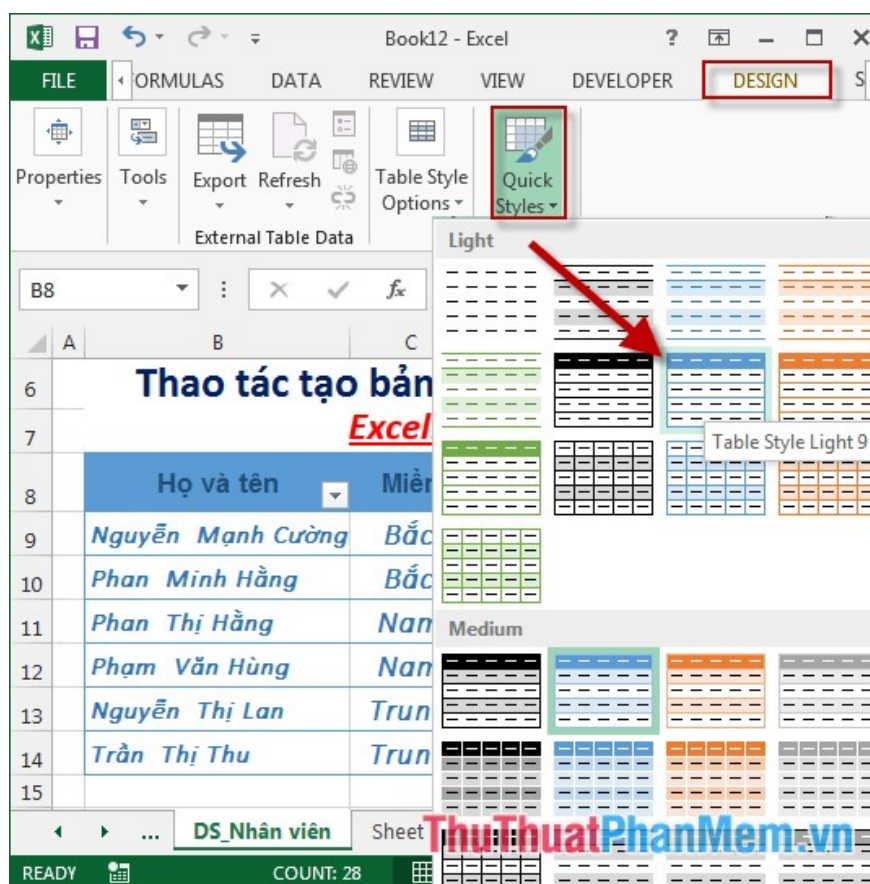 Book12 - Excel
FILE ORMULAS DATA REVIEW VIEW DEVELOPER DESIGN S
Properties Tools Export Refresh Table Style Options Quick Styles
External Table Data
Light
B8 fx
A B C
6 Thao tác tạo bản
7 Excel
8 Họ và tên Miền
9 Nguyễn Mạnh Cường Bắc
10 Phan Minh Hằng Bắc
11 Phan Thị Hằng Nam
12 Phạm Văn Hùng Nam
13 Nguyễn Thị Lan Trun
14 Trần Thị Thu Trun
15
Table Style Light 9
Medium
... DS_Nhân viên Sheet
ThuThuatPhanMem.vn
READY COUNT: 28